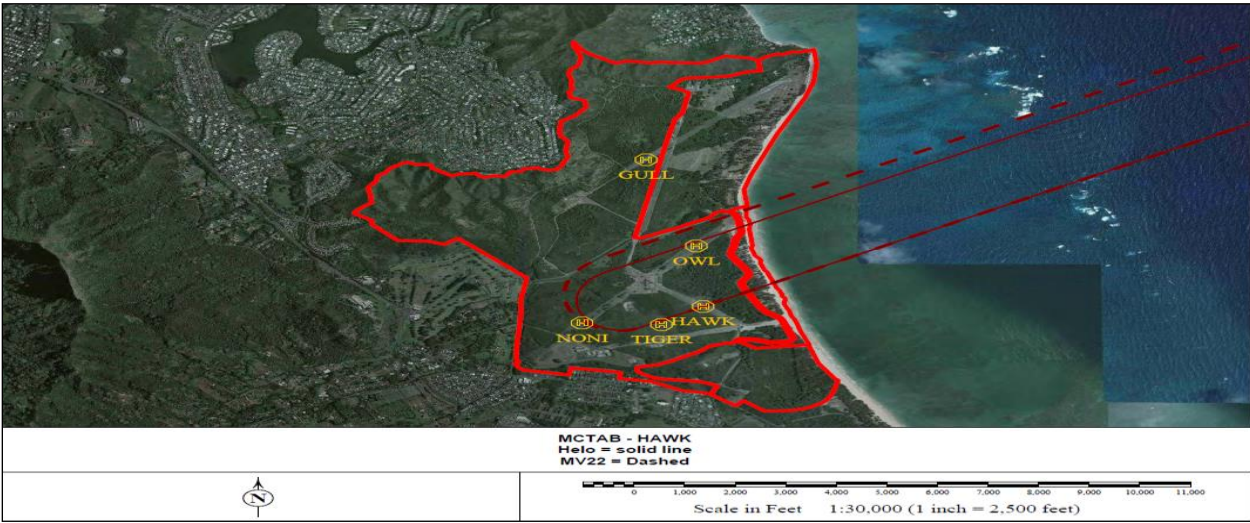 GULL
OWL
HAWK
NONI
TIGER
MCTAB - HAWK
Helo = solid line
MV22 = Dashed
N
0 1,000 2,000 3,000 4,000 5,000 6,000 7,000 8,000 9,000 10,000 11,000
Scale in Feet 1:30,000 (1 inch = 2,500 feet)